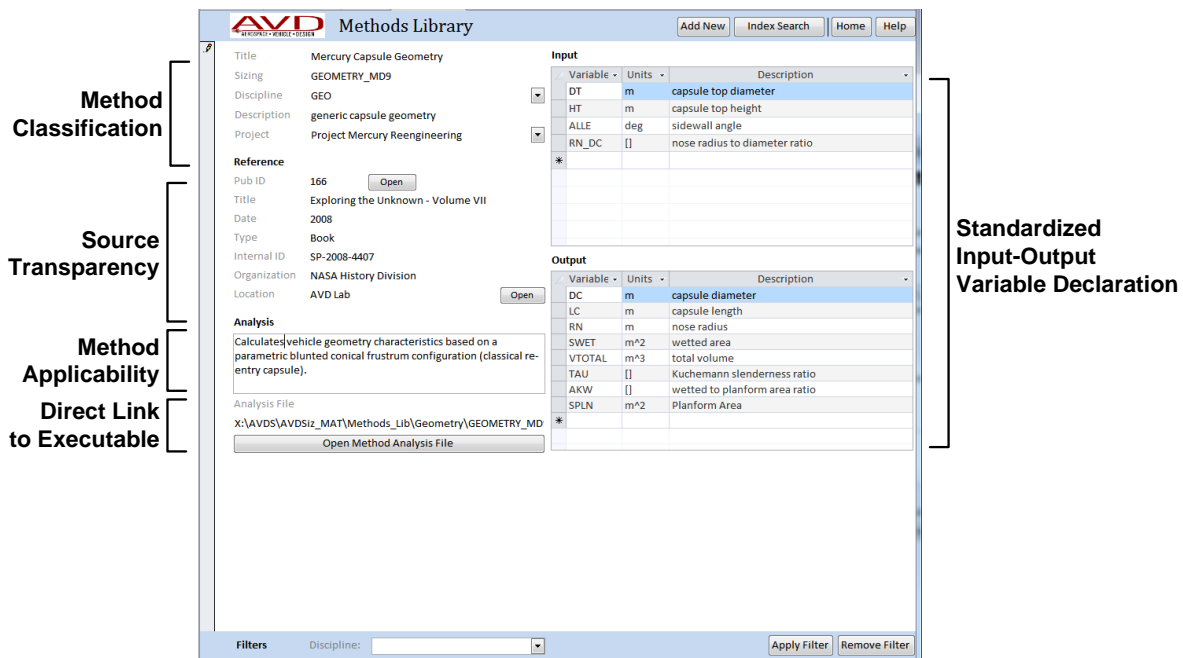 AVD Methods Library Add New Index Search Home Help
AEROSPACE • VEHICLE • DESIGN
Method
Classification
Title Mercury Capsule Geometry
Sizing GEOMETRY_MD9
Discipline GEO
Description generic capsule geometry
Project Project Mercury Reengineering
Source
Transparency
Reference
Pub ID 166 Open
Title Exploring the Unknown - Volume VII
Date 2008
Type Book
Internal ID SP-2008-4407
Organization NASA History Division
Location AVD Lab Open
Method
Applicability
Analysis
Calculates vehicle geometry characteristics based on a
parametric blunted conical frustrum configuration (classical re-
entry capsule).
Direct Link
to Executable
Analysis File
X:\AVDS\AVDSiz_MAT\Methods_Lib\Geometry\GEOMETRY_MD
Open Method Analysis File
Input
Variable Units Description
DT m capsule top diameter
HT m capsule top height
ALLE deg sidewall angle
RN_DC [] nose radius to diameter ratio
Output
Variable Units Description
DC m capsule diameter
LC m capsule length
RN m nose radius
SWET m^2 wetted area
VTOTAL m^3 total volume
TAU [] Kuchemann slenderness ratio
AKW [] wetted to planform area ratio
SPLN m^2 Planform Area
Standardized
Input-Output
Variable Declaration
Filters Discipline: Apply Filter Remove Filter